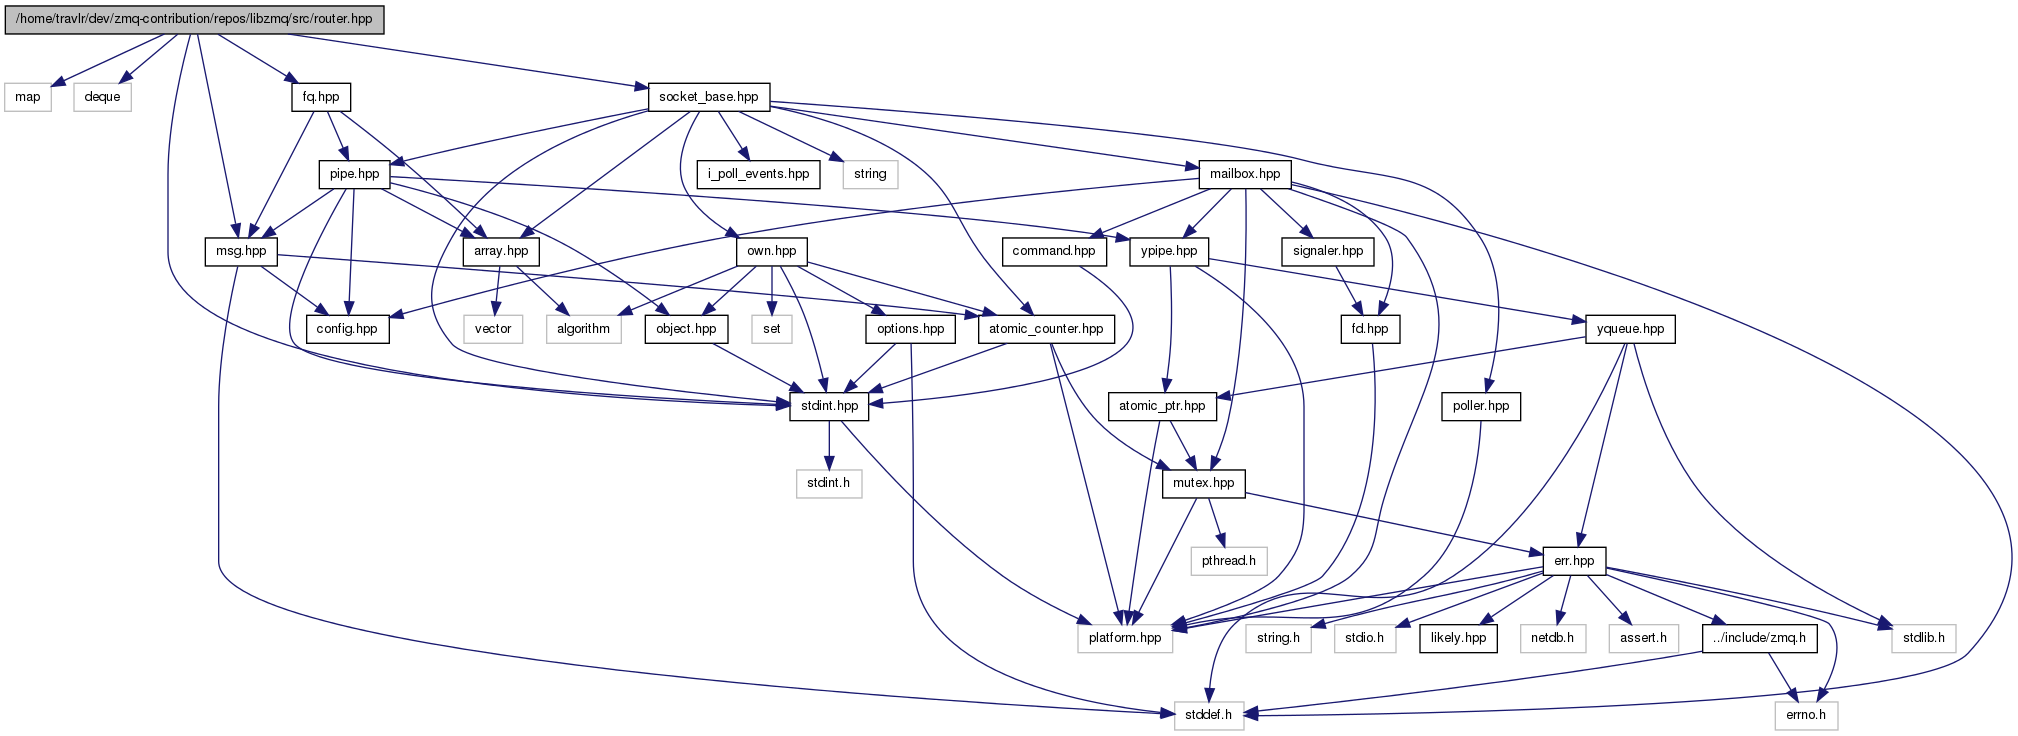 /home/travlr/dev/zmq-contribution/repos/libzmq/src/router.hpp
map
deque
fq.hpp
socket_base.hpp
pipe.hpp
i_poll_events.hpp
string
mailbox.hpp
msg.hpp
array.hpp
own.hpp
command.hpp
ypipe.hpp
signaler.hpp
config.hpp
vector
algorithm
object.hpp
set
options.hpp
atomic_counter.hpp
fd.hpp
yqueue.hpp
stdint.hpp
atomic_ptr.hpp
poller.hpp
stdint.h
mutex.hpp
pthread.h
err.hpp
platform.hpp
string.h
stdio.h
likely.hpp
netdb.h
assert.h
../include/zmq.h
stdlib.h
stddef.h
errno.h